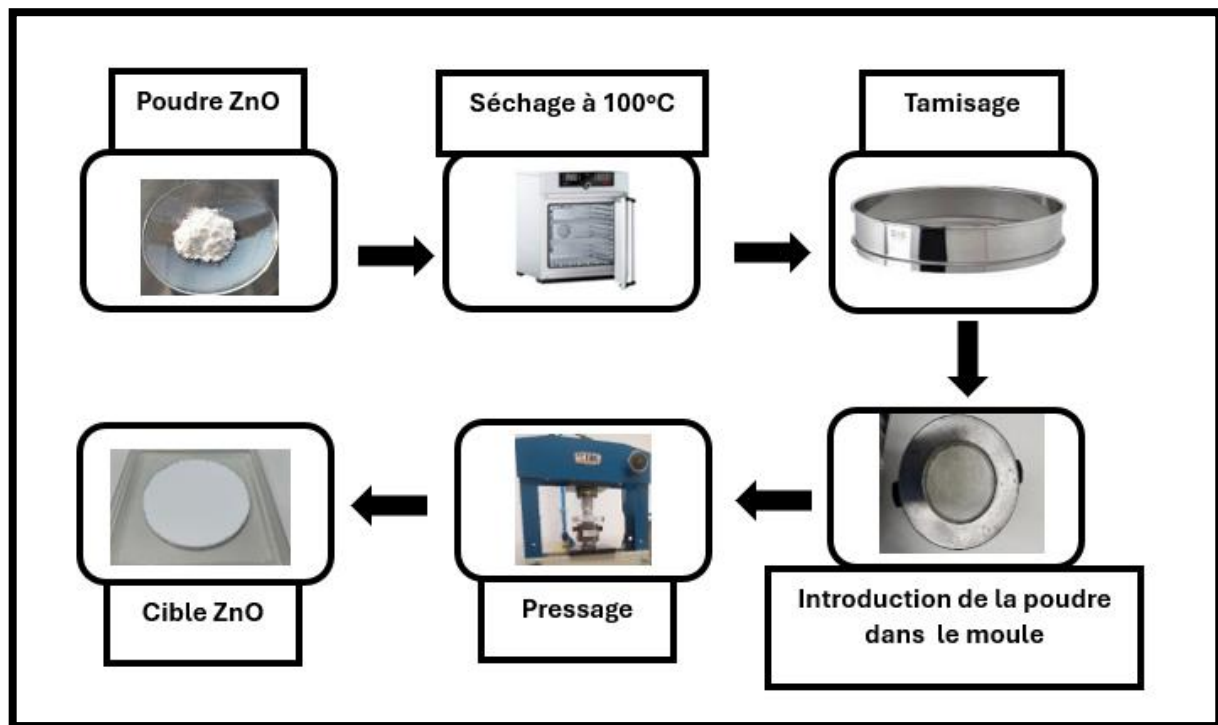 Poudre ZnO
Séchage à 100°C
Tamisage
Introduction de la poudre
dans le moule
Pressage
Cible ZnO